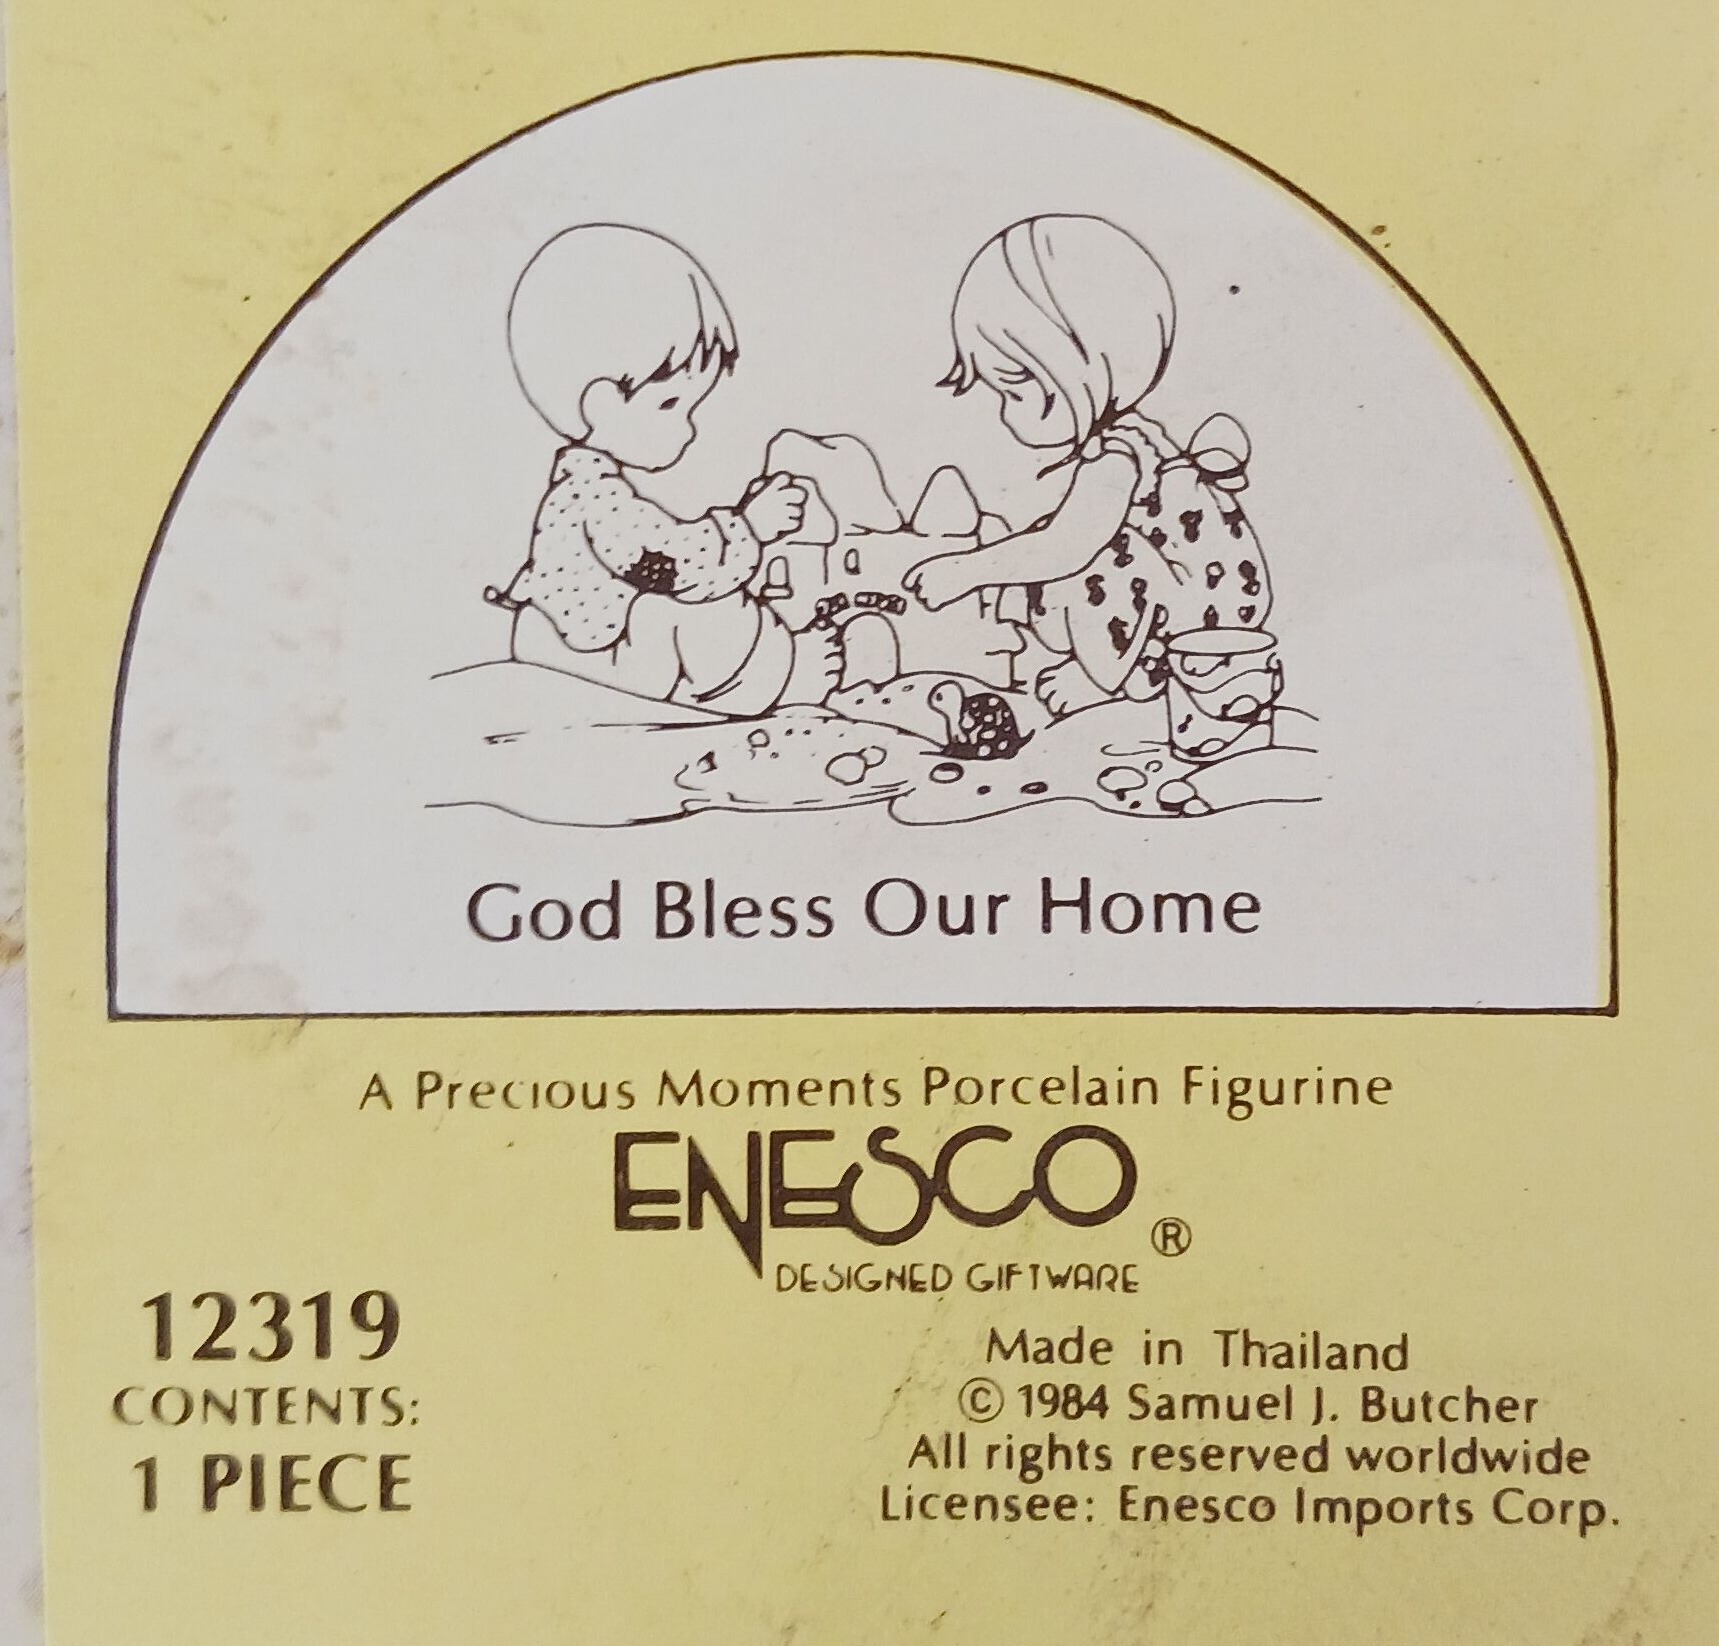 God Bless Our Home
A Precious Moments Porcelain Figurine
ENESCO®
DESIGNED GIFTWARE
12319
CONTENTS:
1 PIECE
Made in Thailand
© 1984 Samuel J. Butcher
All rights reserved worldwide
Licensee: Enesco Imports Corp.